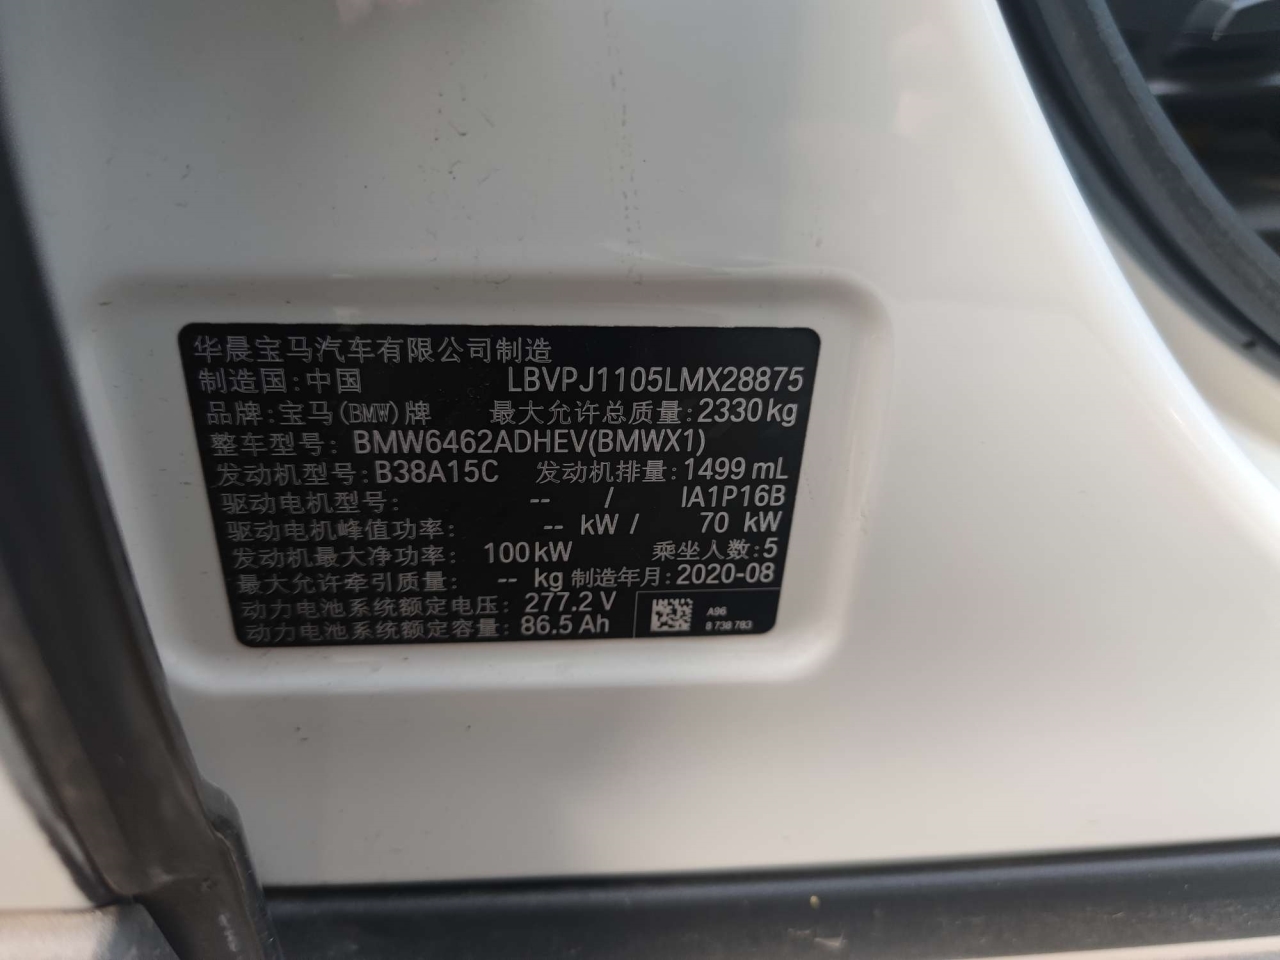 华晨宝马汽车有限公司制造
制造国:中国 LBVPJ1105LMX28875
品牌:宝马(BMW)牌 最大允许总质量:2330kg
整车型号: BMW6462ADHEV(BMWX1)
发动机型号:B38A15C 发动机排量:1499mL
驱动电机型号: -- / IA1P16B
驱动电机峰值功率: -- kW / 70 kW
发动机最大净功率: 100kW 乘坐人数:5
最大允许牵引质量: -- kg 制造年月:2020-08
动力电池系统额定电压: 277.2 V
动力电池系统额定容量: 86.5 Ah
A96
8 738 783